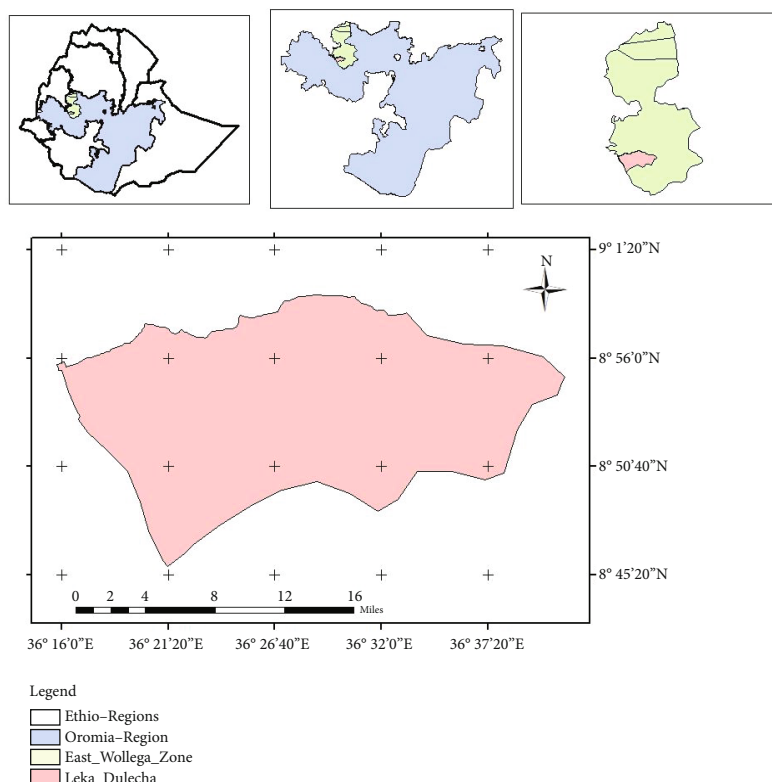 N
9° 1'20”N
8° 56'0”N
8° 50'40”N
8° 45'20”N
0 2 4 8 12 16
Miles
36° 16'0”E 36° 21'20”E 36° 26'40”E 36° 32'0”E 36° 37'20”E
Legend
Ethio–Regions
Oromia–Region
East_Wollega_Zone
Leka_Dulecha